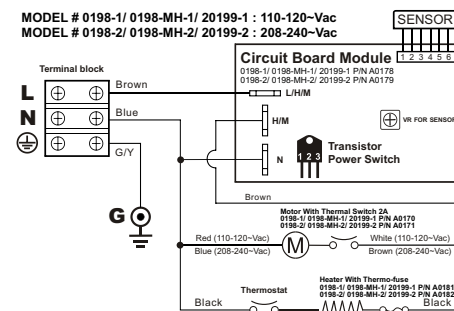 MODEL # 0198-1/ 0198-MH-1/ 20199-1 : 110-120~Vac
MODEL # 0198-2/ 0198-MH-2/ 20199-2 : 208-240~Vac
SENSOR
1 2 3 4 5 6
Circuit Board Module
0198-1/ 0198-MH-1/ 20199-1 P/N A0178
0198-2/ 0198-MH-2/ 20199-2 P/N A0179
Terminal block
L
Brown
L/H/M
N
Blue
H/M
VR FOR SENSOR
G/Y
N
1 2 3
Transistor
Power Switch
Brown
G
Motor With Thermal Switch 2A
0198-1/ 0198-MH-1/ 20199-1 P/N A0170
0198-2/ 0198-MH-2/ 20199-2 P/N A0171
Red (110-120~Vac)
M
White (110-120~Vac)
Blue (208-240~Vac)
Brown (208-240~Vac)
Heater With Thermo-fuse
0198-1/ 0198-MH-1/ 20199-1 P/N A0181
0198-2/ 0198-MH-2/ 20199-2 P/N A0182
Thermostat
Black
Black